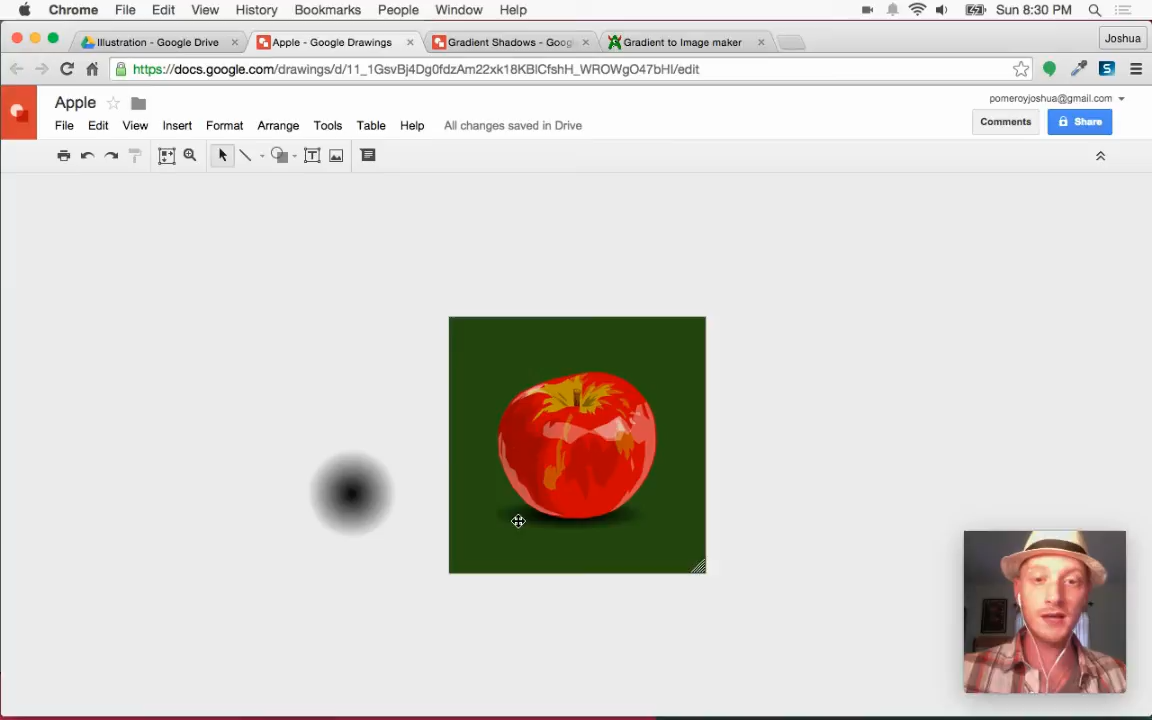 Chrome File Edit View History Bookmarks People Window Help Sun 8:30 PM
Illustration - Google Drive Apple - Google Drawings Gradient Shadows - Goog Gradient to Image maker Joshua
https://docs.google.com/drawings/d/11_1GsvBj4Dg0fdzAm22xk18KBlCfshH_WROWgO47bHI/edit
Apple pomeroyjoshua@gmail.com
File Edit View Insert Format Arrange Tools Table Help All changes saved in Drive Comments Share